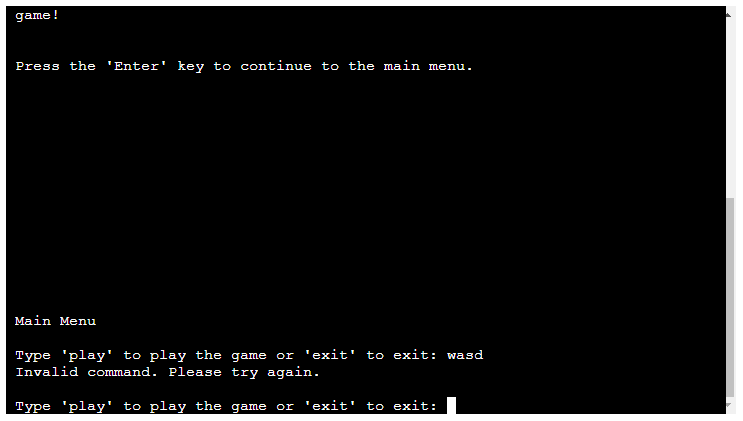 game!
Press the 'Enter' key to continue to the main menu.
Main Menu
Type 'play' to play the game or 'exit' to exit: wasd
Invalid command. Please try again.
Type 'play' to play the game or 'exit' to exit: